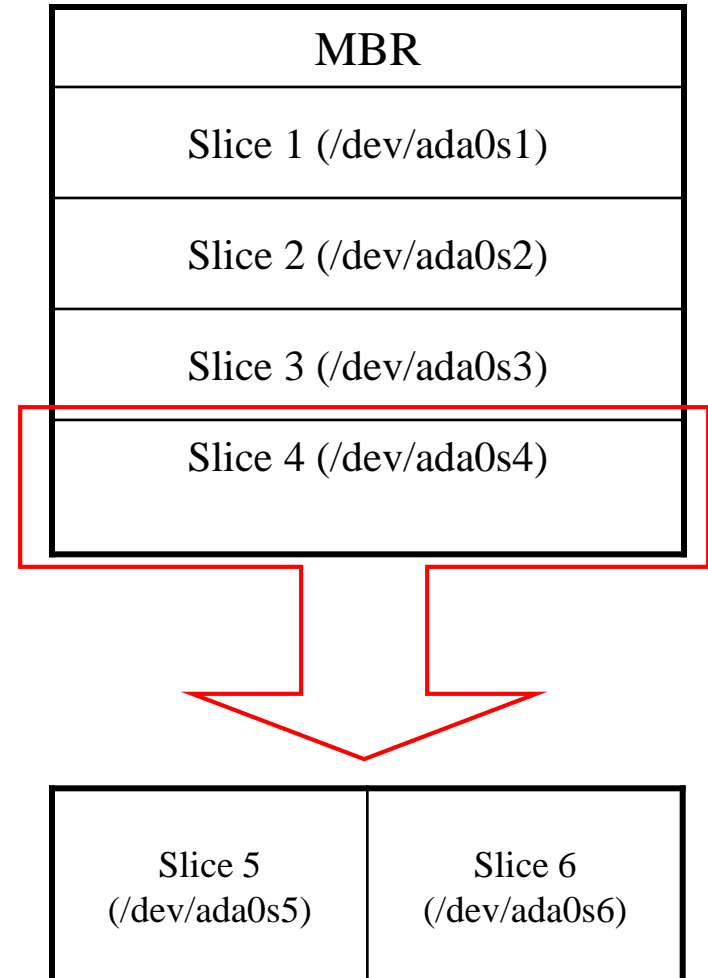 MBR
Slice 1 (/dev/ada0s1)
Slice 2 (/dev/ada0s2)
Slice 3 (/dev/ada0s3)
Slice 4 (/dev/ada0s4)
Slice 5
(/dev/ada0s5)
Slice 6
(/dev/ada0s6)